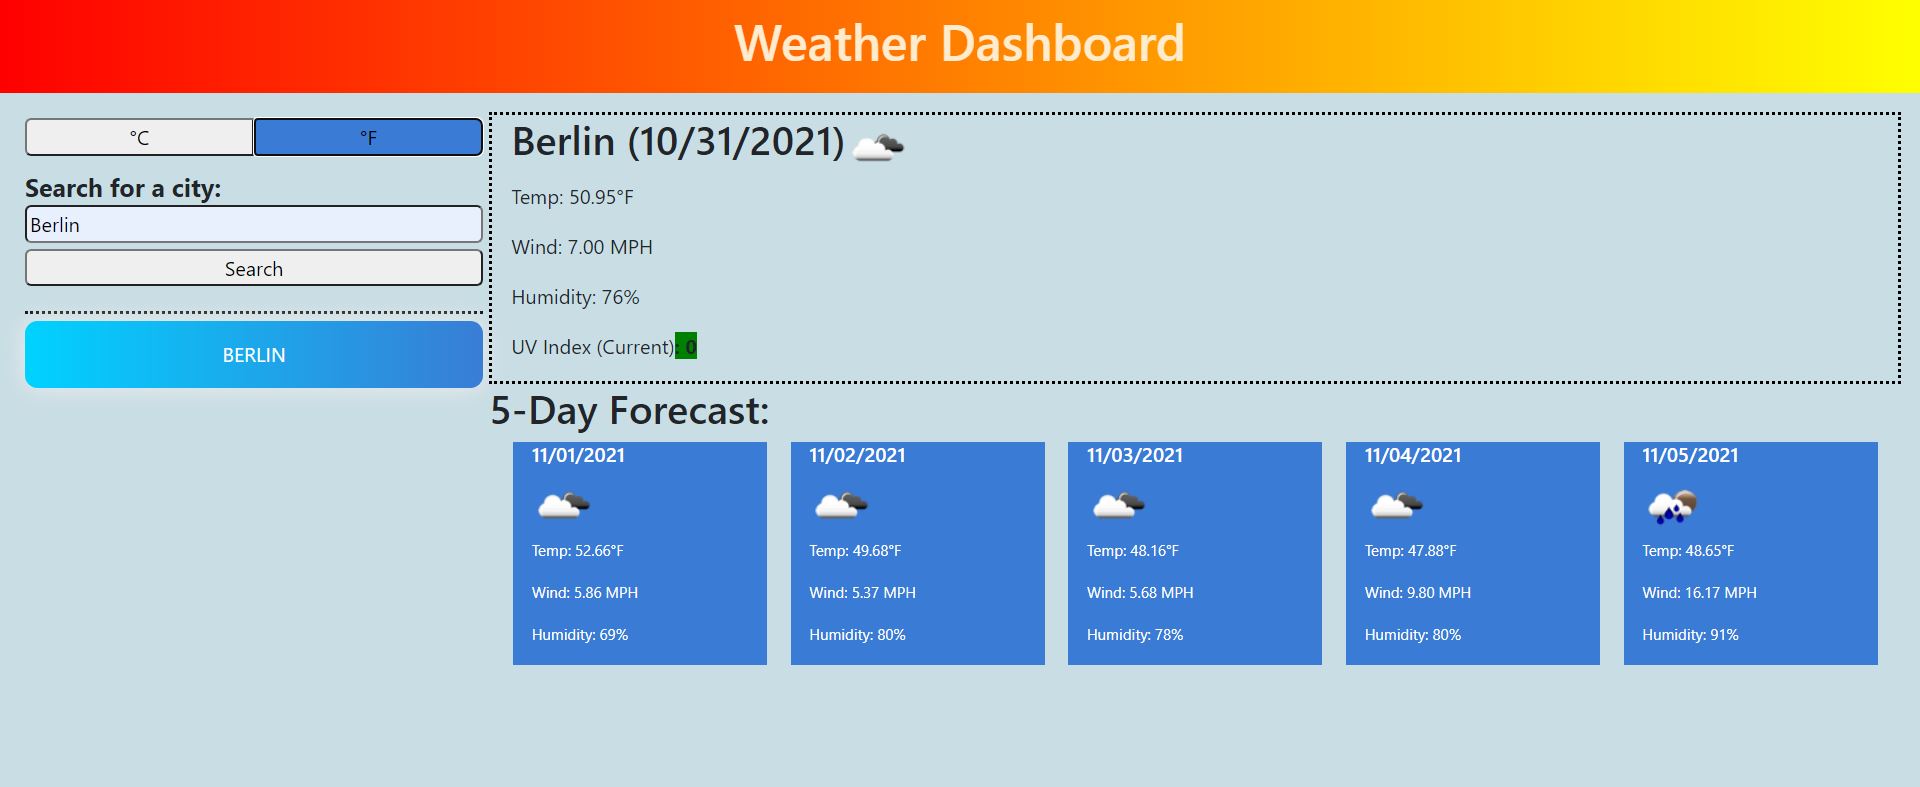 Weather Dashboard
°C
°F
Search for a city:
Berlin
Search
BERLIN
Berlin (10/31/2021)
Temp: 50.95°F
Wind: 7.00 MPH
Humidity: 76%
UV Index (Current): 0
5-Day Forecast:
11/01/2021
Temp: 52.66°F
Wind: 5.86 MPH
Humidity: 69%
11/02/2021
Temp: 49.68°F
Wind: 5.37 MPH
Humidity: 80%
11/03/2021
Temp: 48.16°F
Wind: 5.68 MPH
Humidity: 78%
11/04/2021
Temp: 47.88°F
Wind: 9.80 MPH
Humidity: 80%
11/05/2021
Temp: 48.65°F
Wind: 16.17 MPH
Humidity: 91%